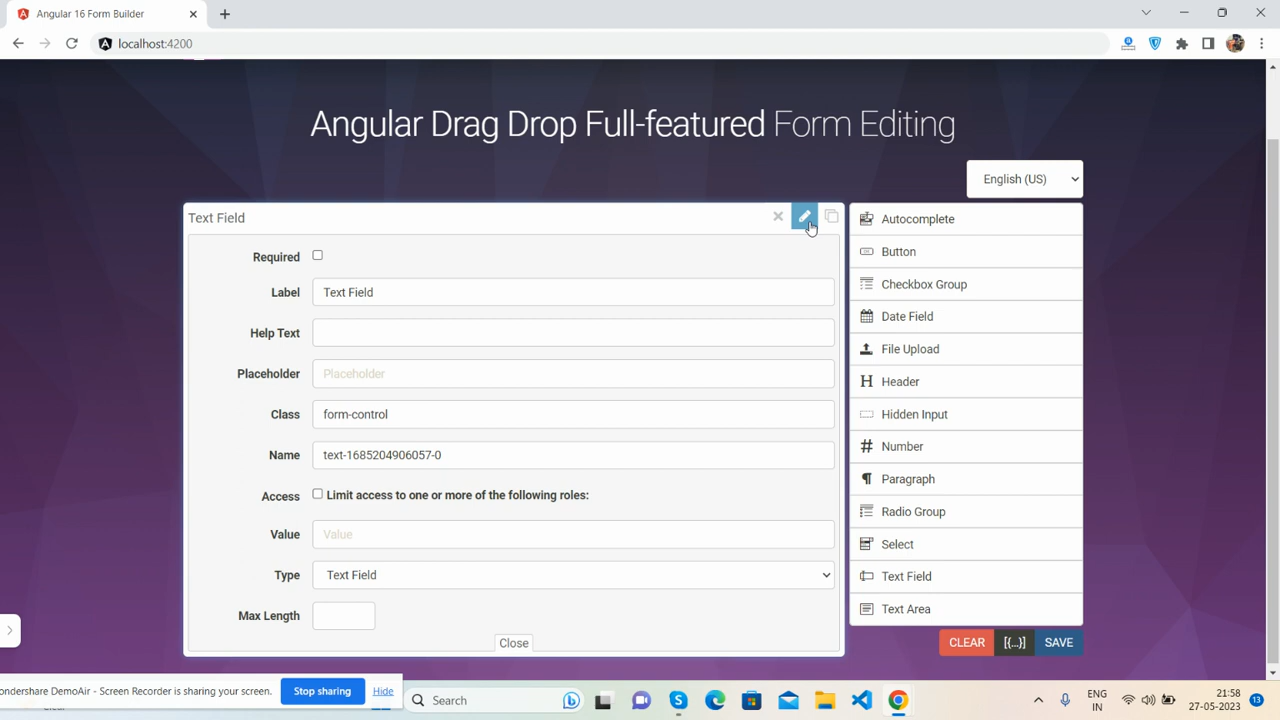 Angular 16 Form Builder
localhost:4200
Angular Drag Drop Full-featured Form Editing
English (US)
Text Field
Required
Label Text Field
Help Text
Placeholder Placeholder
Class form-control
Name text-1685204906057-0
Access Limit access to one or more of the following roles:
Value Value
Type Text Field
Max Length
Close
Autocomplete
Button
Checkbox Group
Date Field
File Upload
H Header
Hidden Input
# Number
¶ Paragraph
Radio Group
Select
Text Field
Text Area
CLEAR [{...}] SAVE
ondershare DemoAir - Screen Recorder is sharing your screen. Stop sharing Hide
Search
ENG
IN
21:58
27-05-2023
13